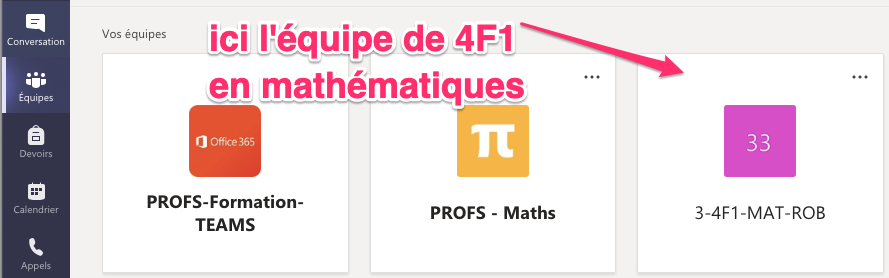 Conversation
Équipes
Devoirs
Calendrier
Appels
Vos équipes
ici l'équipe de 4F1
en mathématiques
Office 365
PROFS-Formation-
TEAMS
π
PROFS - Maths
33
3-4F1-MAT-ROB